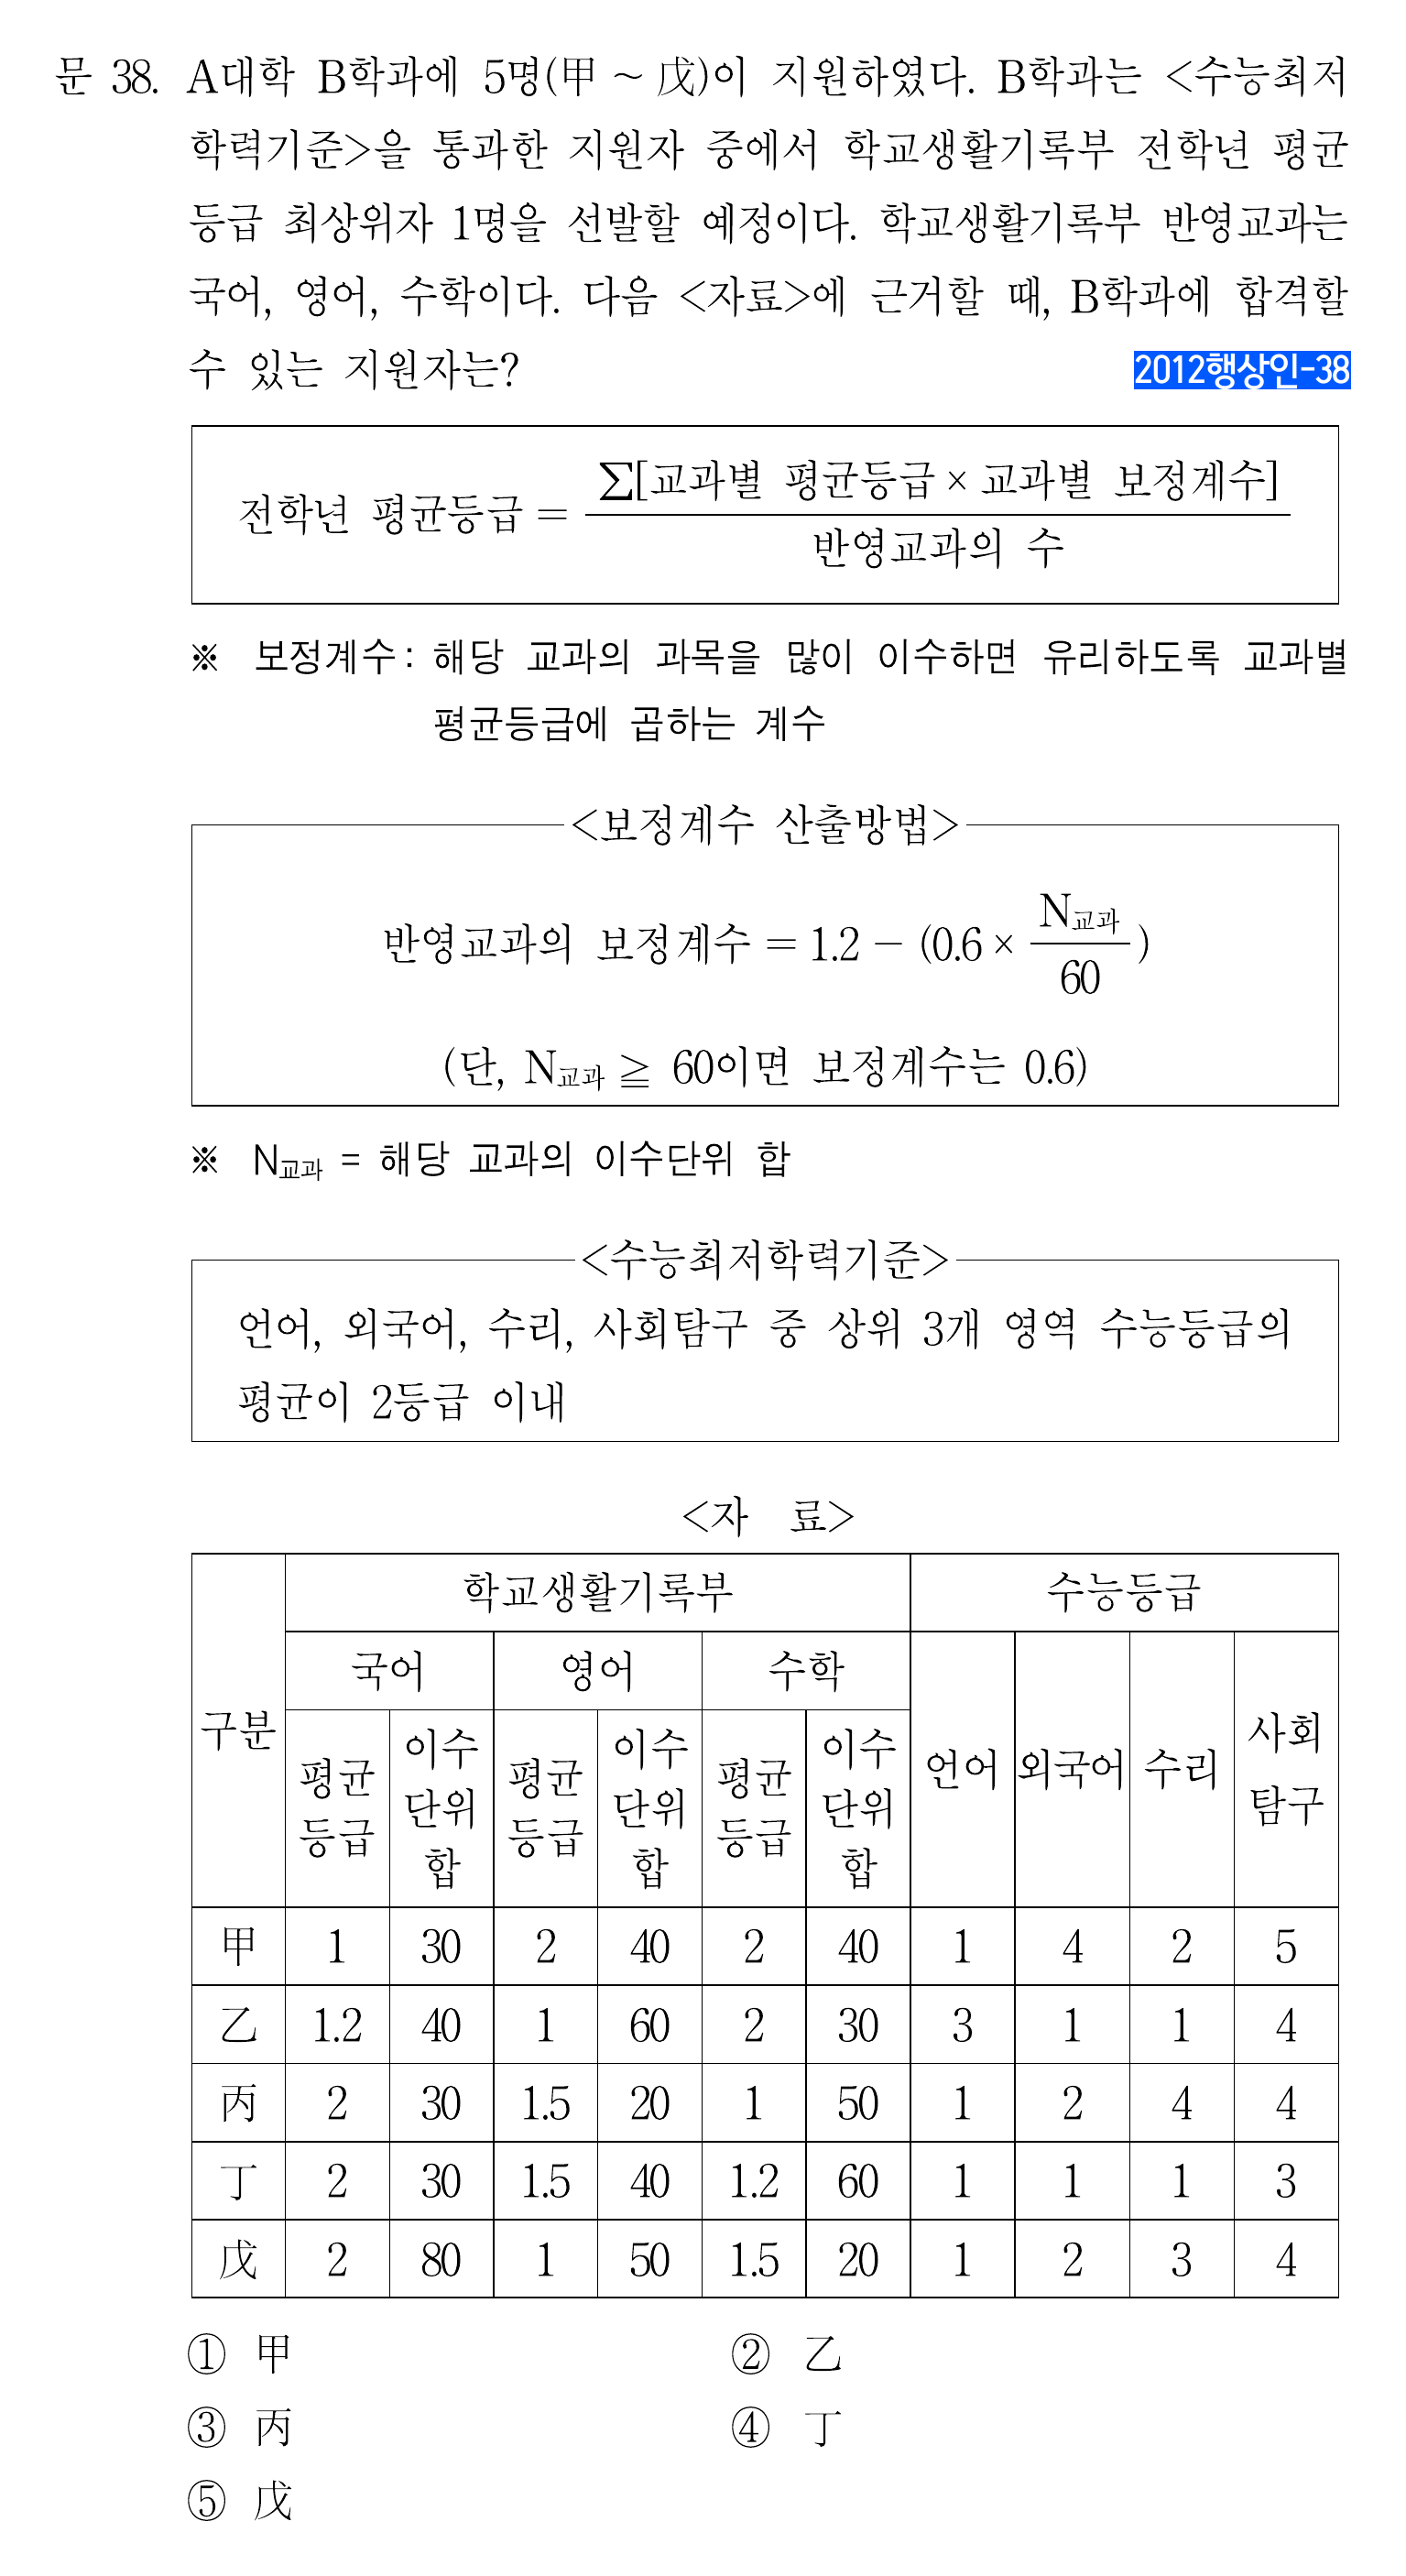 문 38. A대학 B학과에 5명(甲 ~ 戊)이 지원하였다. B학과는 <수능최저
학력기준>을 통과한 지원자 중에서 학교생활기록부 전학년 평균
등급 최상위자 1명을 선발할 예정이다. 학교생활기록부 반영교과는
국어, 영어, 수학이다. 다음 <자료>에 근거할 때, B학과에 합격할
수 있는 지원자는?
2012행상인-38
전학년 평균등급 = ∑[교과별 평균등급 × 교과별 보정계수]
반영교과의 수
※ 보정계수: 해당 교과의 과목을 많이 이수하면 유리하도록 교과별
평균등급에 곱하는 계수
<보정계수 산출방법>
반영교과의 보정계수 = 1.2 − (0.6 × N교과 / 60)
(단, N교과 ≧ 60이면 보정계수는 0.6)
※ N교과 = 해당 교과의 이수단위 합
<수능최저학력기준>
언어, 외국어, 수리, 사회탐구 중 상위 3개 영역 수능등급의
평균이 2등급 이내
<자 료>
구분 학교생활기록부 수능등급
국어 영어 수학 언어 외국어 수리 사회탐구
평균등급 이수단위합 평균등급 이수단위합 평균등급 이수단위합
甲 1 30 2 40 2 40 1 4 2 5
乙 1.2 40 1 60 2 30 3 1 1 4
丙 2 30 1.5 20 1 50 1 2 4 4
丁 2 30 1.5 40 1.2 60 1 1 1 3
戊 2 80 1 50 1.5 20 1 2 3 4
① 甲 ② 乙
③ 丙 ④ 丁
⑤ 戊